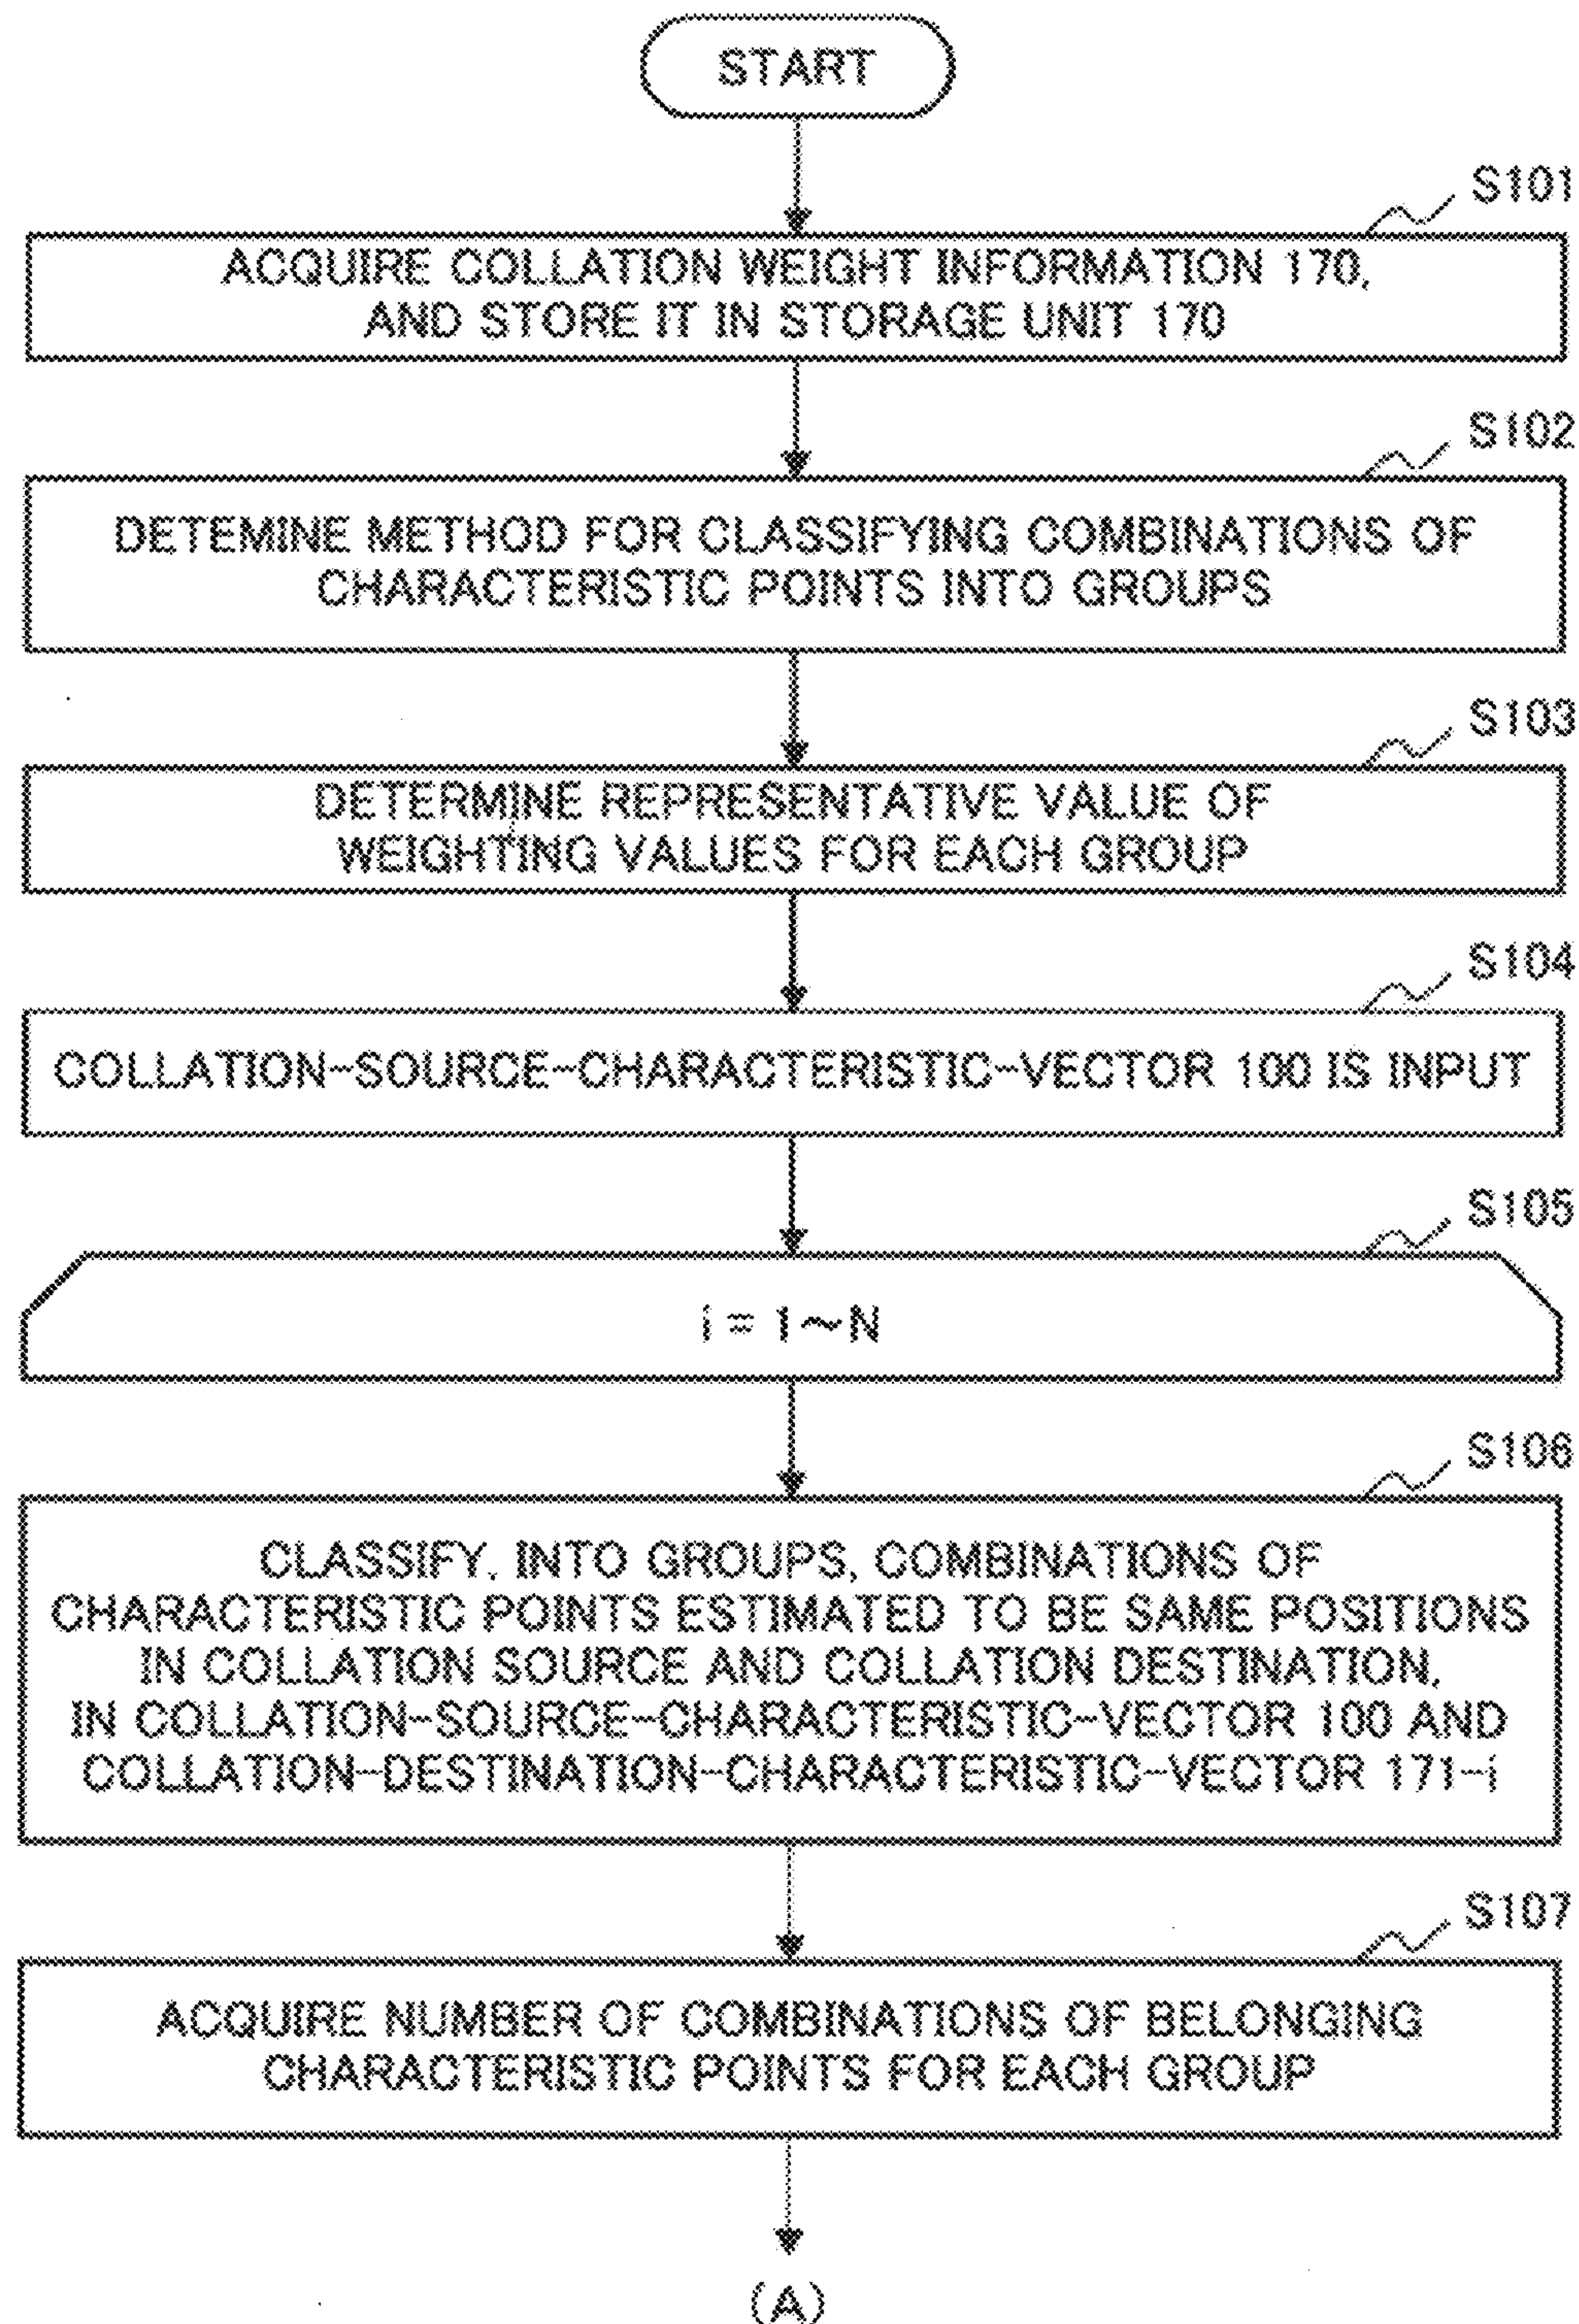 START
S101
ACQUIRE COLLATION WEIGHT INFORMATION 170,
AND STORE IT IN STORAGE UNIT 170
S102
DETEMINE METHOD FOR CLASSIFYING COMBINATIONS OF
CHARACTERISTIC POINTS INTO GROUPS
S103
DETERMINE REPRESENTATIVE VALUE OF
WEIGHTING VALUES FOR EACH GROUP
S104
COLLATION-SOURCE-CHARACTERISTIC-VECTOR 100 IS INPUT
S105
i = 1~N
S106
CLASSIFY, INTO GROUPS, COMBINATIONS OF
CHARACTERISTIC POINTS ESTIMATED TO BE SAME POSITIONS
IN COLLATION SOURCE AND COLLATION DESTINATION,
IN COLLATION-SOURCE-CHARACTERISTIC-VECTOR 100 AND
COLLATION-DESTINATION-CHARACTERISTIC-VECTOR 171-i
S107
ACQUIRE NUMBER OF COMBINATIONS OF BELONGING
CHARACTERISTIC POINTS FOR EACH GROUP
(A)